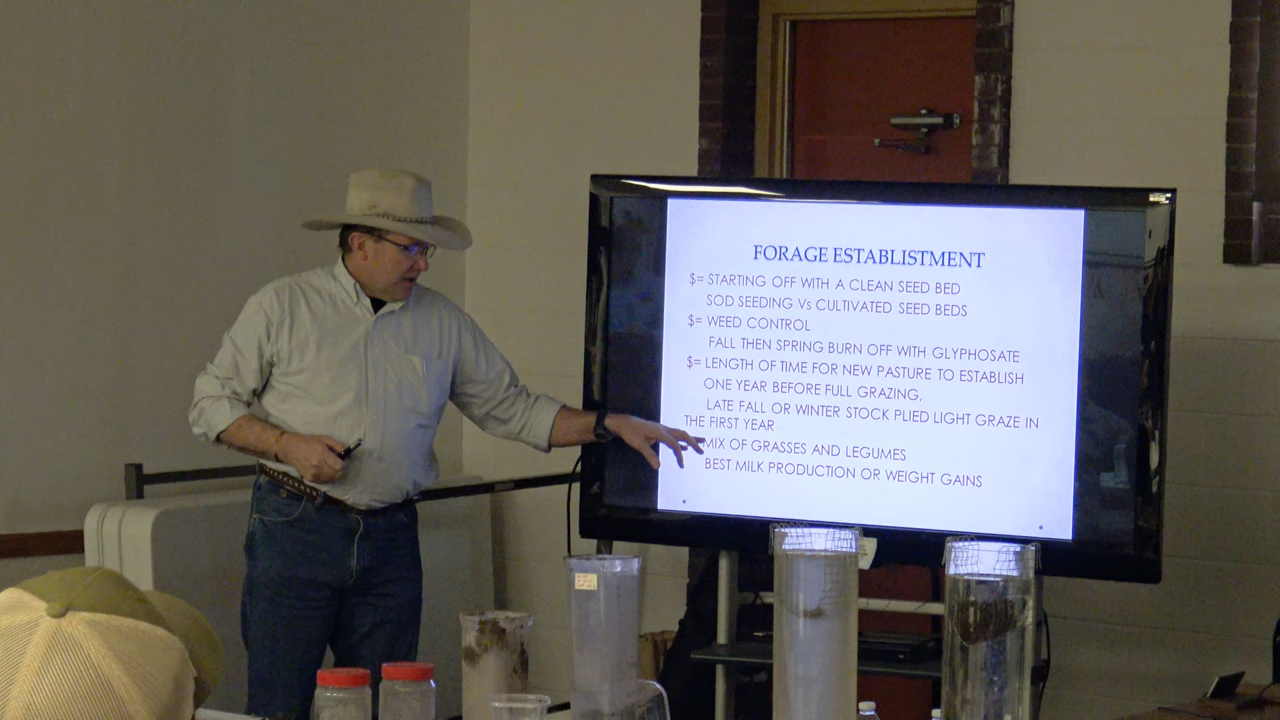 FORAGE ESTABLISTMENT
$= STARTING OFF WITH A CLEAN SEED BED
SOD SEEDING Vs CULTIVATED SEED BEDS
$= WEED CONTROL
FALL THEN SPRING BURN OFF WITH GLYPHOSATE
$= LENGTH OF TIME FOR NEW PASTURE TO ESTABLISH
ONE YEAR BEFORE FULL GRAZING,
LATE FALL OR WINTER STOCK PLIED LIGHT GRAZE IN
THE FIRST YEAR
MIX OF GRASSES AND LEGUMES
BEST MILK PRODUCTION OR WEIGHT GAINS